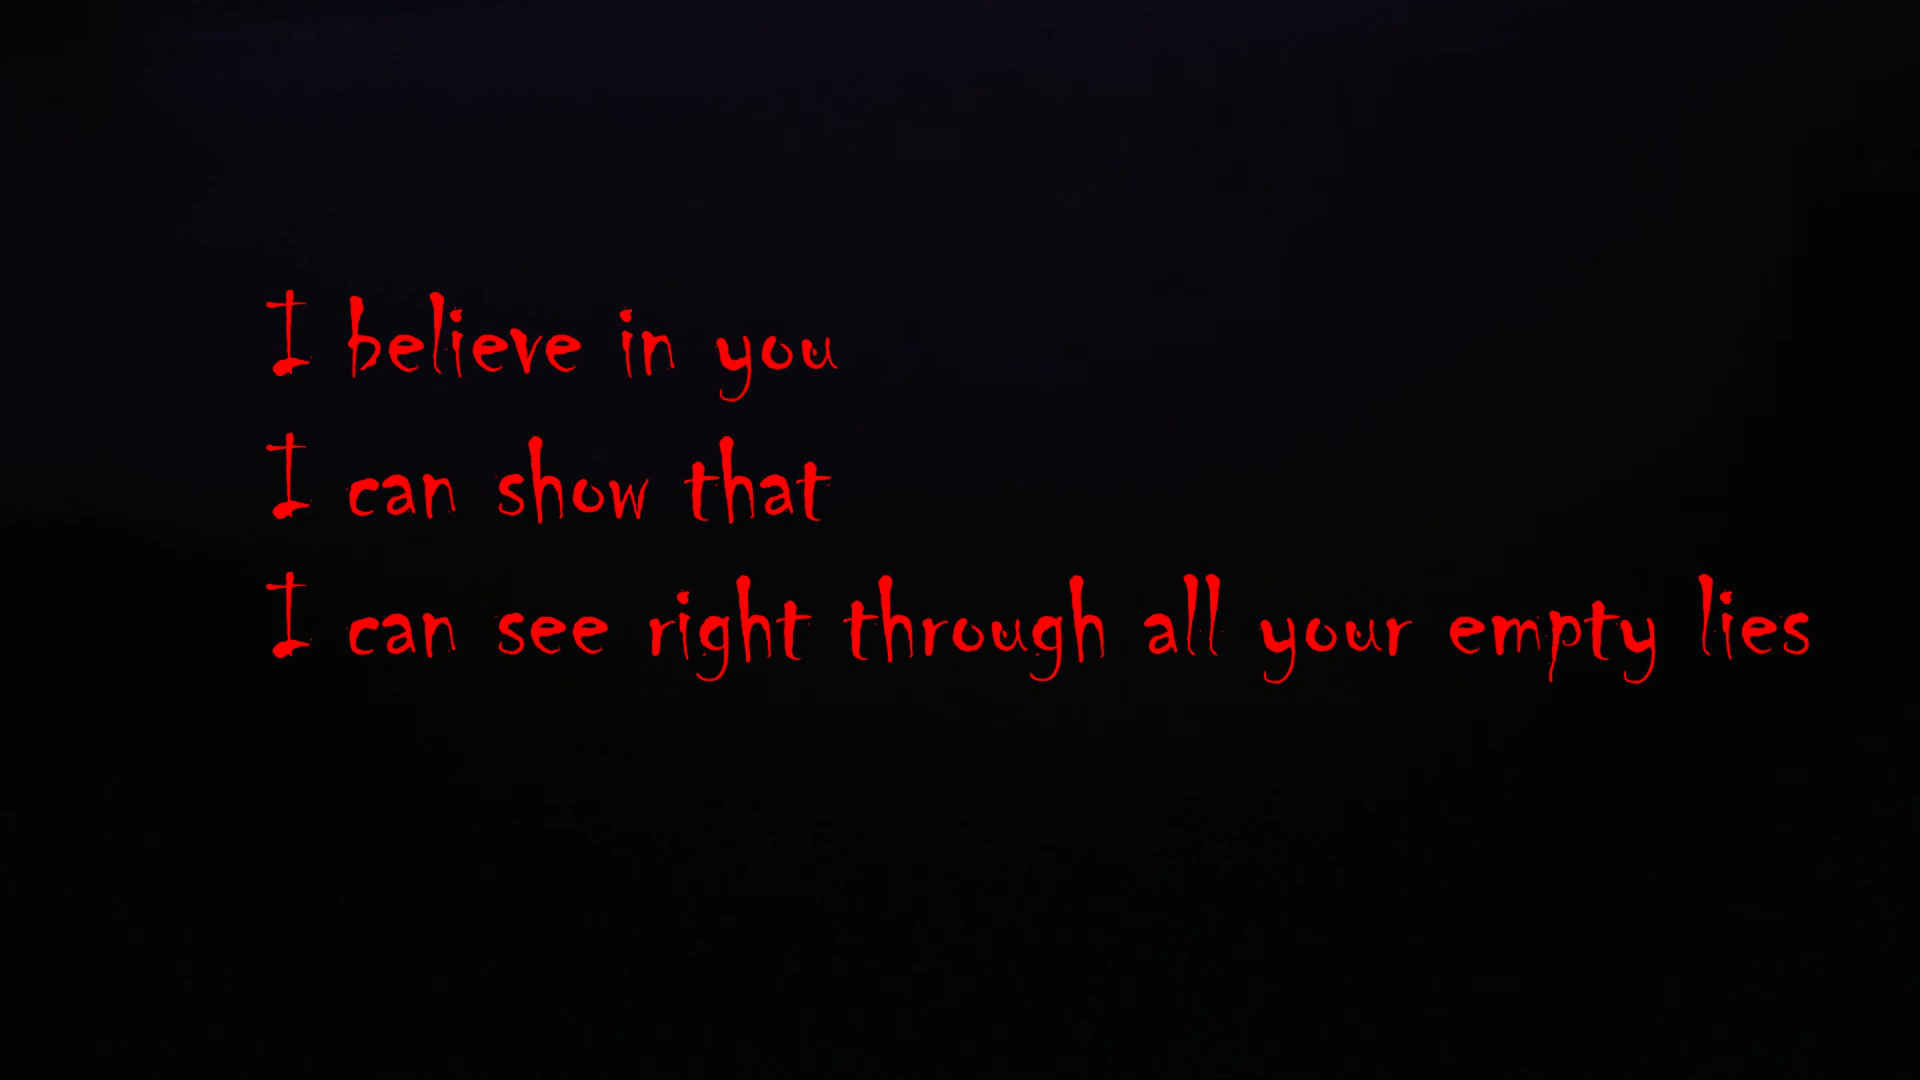 I believe in you
I can show that
I can see right through all your empty lies